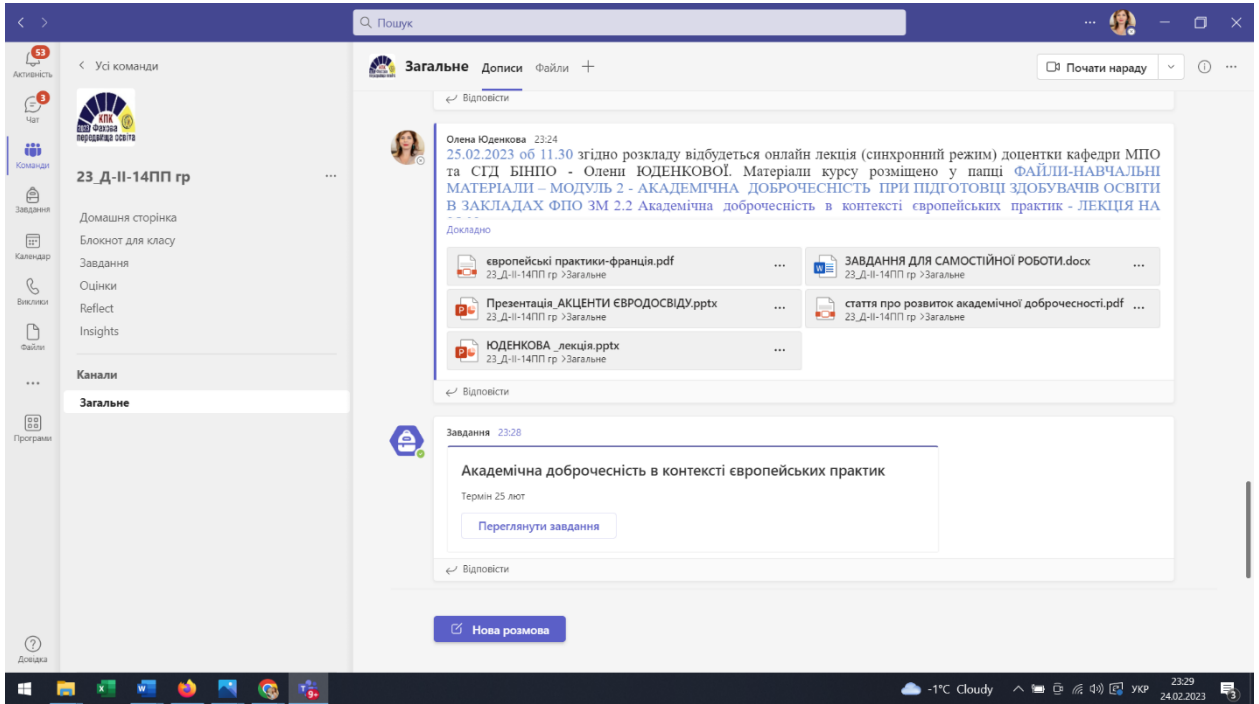 Пошук
53
Активність
3
Чат
Команди
Завдання
Календар
Виклики
Файли
Програми
Довідка
Усі команди
КПК
Фахова
передвища освіта
23_Д-ІІ-14ПП гр
Домашня сторінка
Блокнот для класу
Завдання
Оцінки
Reflect
Insights
Канали
Загальне
Загальне Дописи Файли
Почати нараду
Відповісти
Олена Юденкова 23:24
25.02.2023 об 11.30 згідно розкладу відбудеться онлайн лекція (синхронний режим) доцентки кафедри МПО
та СГД БІНПО - Олени ЮДЕНКОВОЇ. Матеріали курсу розміщено у папці ФАЙЛИ-НАВЧАЛЬНІ
МАТЕРІАЛИ – МОДУЛЬ 2 - АКАДЕМІЧНА ДОБРОЧЕСНІСТЬ ПРИ ПІДГОТОВЦІ ЗДОБУВАЧІВ ОСВІТИ
В ЗАКЛАДАХ ФПО ЗМ 2.2 Академічна доброчесність в контексті європейських практик - ЛЕКЦІЯ НА
Докладно
європейські практики-франція.pdf
23_Д-ІІ-14ПП гр >Загальне
ЗАВДАННЯ ДЛЯ САМОСТІЙНОЇ РОБОТИ.docx
23_Д-ІІ-14ПП гр >Загальне
Презентація_АКЦЕНТИ ЄВРОДОСВІДУ.pptx
23_Д-ІІ-14ПП гр >Загальне
стаття про розвиток академічної доброчесності.pdf
23_Д-ІІ-14ПП гр >Загальне
ЮДЕНКОВА _лекція.pptx
23_Д-ІІ-14ПП гр >Загальне
Відповісти
Завдання 23:28
Академічна доброчесність в контексті європейських практик
Термін 25 лют
Переглянути завдання
Відповісти
Нова розмова
9+
-1°C Cloudy
УКР
23:29
24.02.2023
3